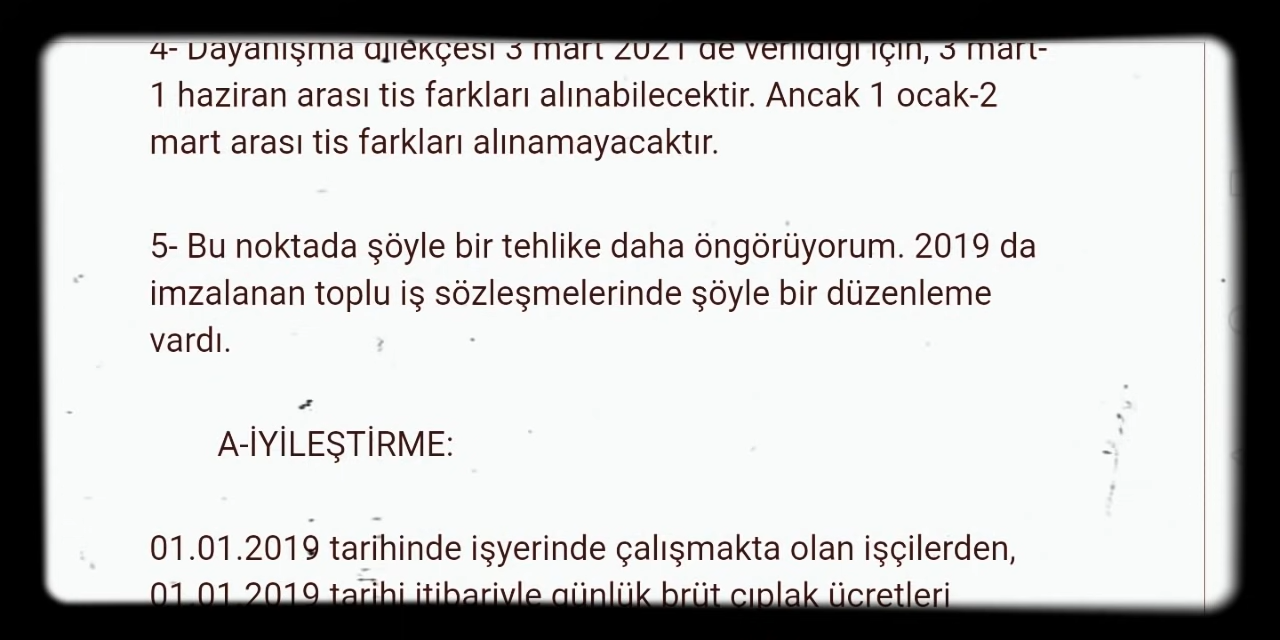 4- Dayanışma dilekçesi 3 mart 2021 de verildiği için, 3 mart-
1 haziran arası tis farkları alınabilecektir. Ancak 1 ocak-2
mart arası tis farkları alınamayacaktır.
5- Bu noktada şöyle bir tehlike daha öngörüyorum. 2019 da
imzalanan toplu iş sözleşmelerinde şöyle bir düzenleme
vardı.
A-İYİLEŞTİRME:
01.01.2019 tarihinde işyerinde çalışmakta olan işçilerden,
01.01.2019 tarihi itibariyle günlük brüt çıplak ücretleri